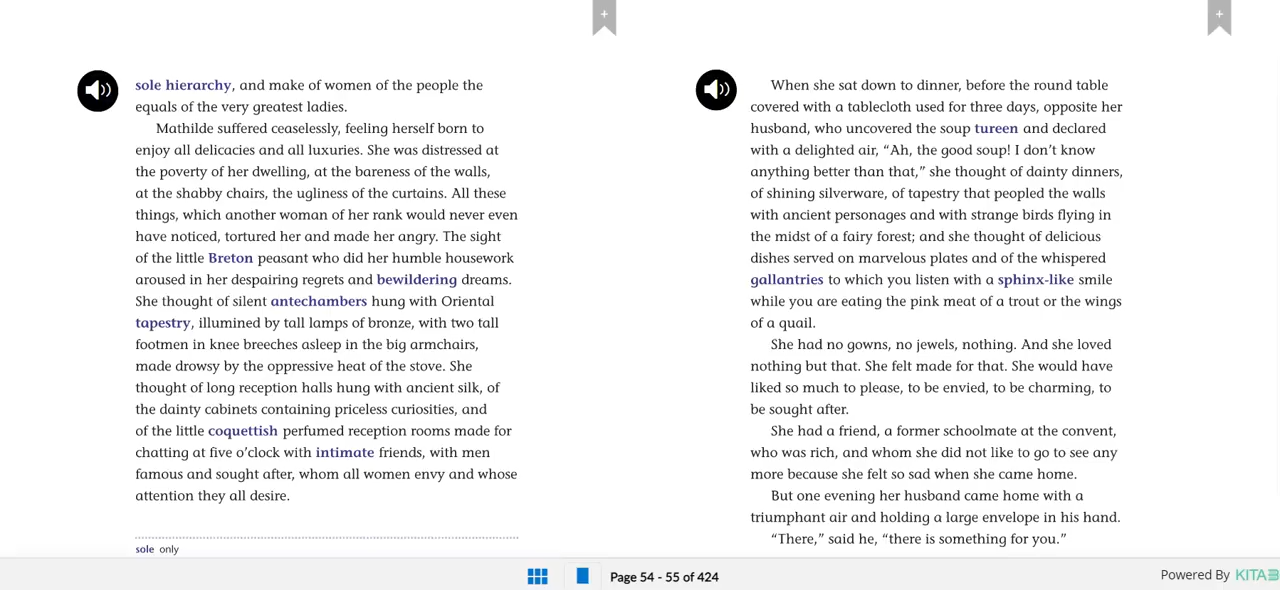 sole hierarchy, and make of women of the people the
equals of the very greatest ladies.
Mathilde suffered ceaselessly, feeling herself born to
enjoy all delicacies and all luxuries. She was distressed at
the poverty of her dwelling, at the bareness of the walls,
at the shabby chairs, the ugliness of the curtains. All these
things, which another woman of her rank would never even
have noticed, tortured her and made her angry. The sight
of the little Breton peasant who did her humble housework
aroused in her despairing regrets and bewildering dreams.
She thought of silent antechambers hung with Oriental
tapestry, illumined by tall lamps of bronze, with two tall
footmen in knee breeches asleep in the big armchairs,
made drowsy by the oppressive heat of the stove. She
thought of long reception halls hung with ancient silk, of
the dainty cabinets containing priceless curiosities, and
of the little coquettish perfumed reception rooms made for
chatting at five o’clock with intimate friends, with men
famous and sought after, whom all women envy and whose
attention they all desire.
sole only
When she sat down to dinner, before the round table
covered with a tablecloth used for three days, opposite her
husband, who uncovered the soup tureen and declared
with a delighted air, “Ah, the good soup! I don’t know
anything better than that,” she thought of dainty dinners,
of shining silverware, of tapestry that peopled the walls
with ancient personages and with strange birds flying in
the midst of a fairy forest; and she thought of delicious
dishes served on marvelous plates and of the whispered
gallantries to which you listen with a sphinx-like smile
while you are eating the pink meat of a trout or the wings
of a quail.
She had no gowns, no jewels, nothing. And she loved
nothing but that. She felt made for that. She would have
liked so much to please, to be envied, to be charming, to
be sought after.
She had a friend, a former schoolmate at the convent,
who was rich, and whom she did not like to go to see any
more because she felt so sad when she came home.
But one evening her husband came home with a
triumphant air and holding a large envelope in his hand.
“There,” said he, “there is something for you.”
Page 54 - 55 of 424
Powered By KITAB